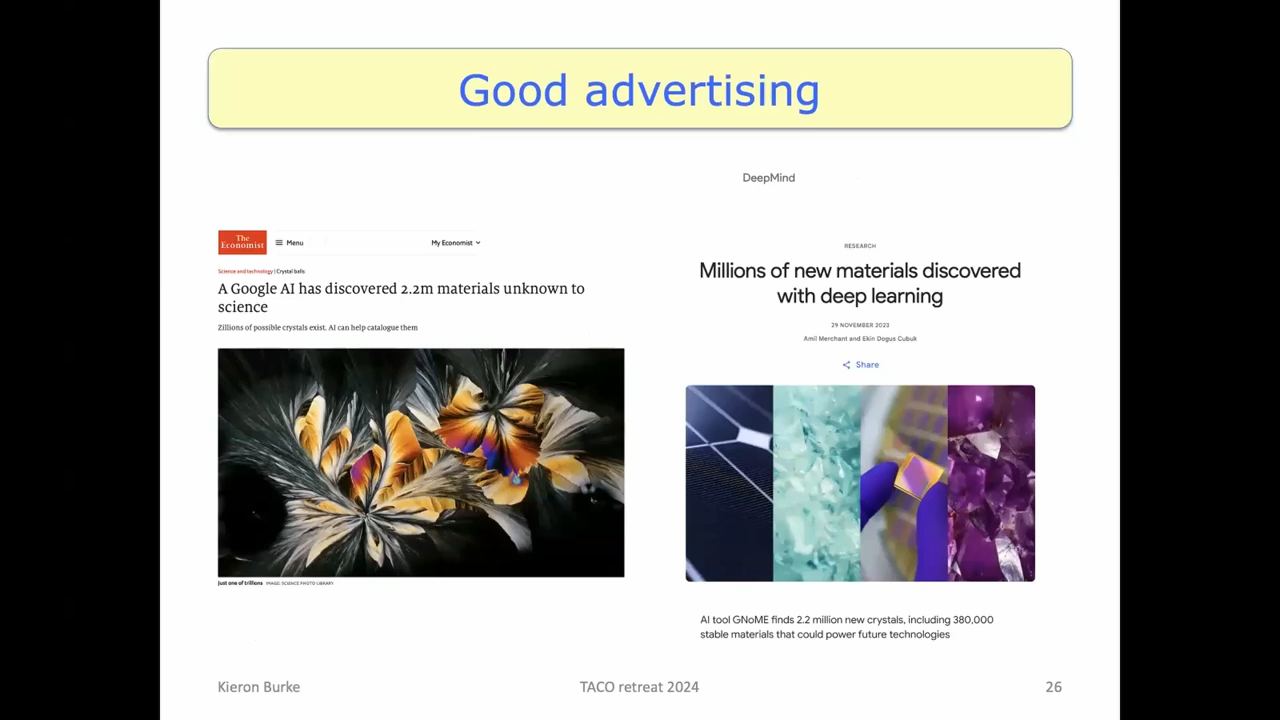 Good advertising
DeepMind
The
Economist
Menu
My Economist
Science and technology | Crystal balls
A Google AI has discovered 2.2m materials unknown to
science
Zillions of possible crystals exist. AI can help catalogue them
Just one of trillions IMAGE: SCIENCE PHOTO LIBRARY
RESEARCH
Millions of new materials discovered
with deep learning
29 NOVEMBER 2023
Amil Merchant and Ekin Dogus Cubuk
Share
AI tool GNoME finds 2.2 million new crystals, including 380,000
stable materials that could power future technologies
Kieron Burke
TACO retreat 2024
26